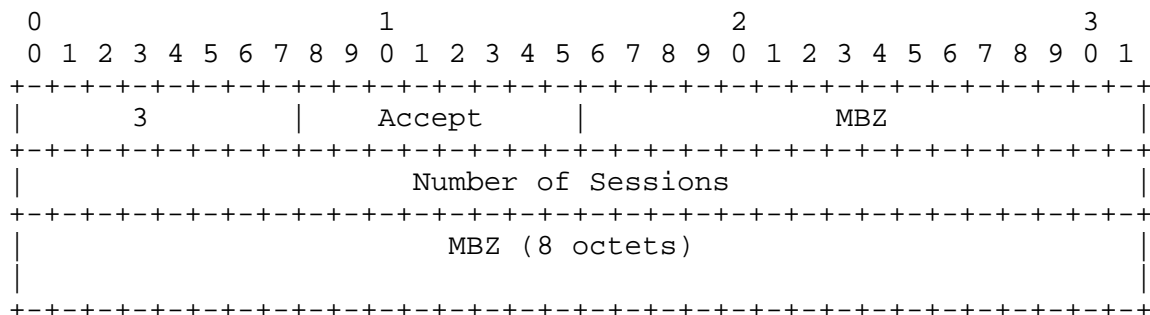 0                   1                   2                   3
 0 1 2 3 4 5 6 7 8 9 0 1 2 3 4 5 6 7 8 9 0 1 2 3 4 5 6 7 8 9 0 1
+-+-+-+-+-+-+-+-+-+-+-+-+-+-+-+-+-+-+-+-+-+-+-+-+-+-+-+-+-+-+-+-+
|      3        |    Accept     |              MBZ              |
+-+-+-+-+-+-+-+-+-+-+-+-+-+-+-+-+-+-+-+-+-+-+-+-+-+-+-+-+-+-+-+-+
|                      Number of Sessions                       |
+-+-+-+-+-+-+-+-+-+-+-+-+-+-+-+-+-+-+-+-+-+-+-+-+-+-+-+-+-+-+-+-+
|                        MBZ (8 octets)                         |
|                                                               |
+-+-+-+-+-+-+-+-+-+-+-+-+-+-+-+-+-+-+-+-+-+-+-+-+-+-+-+-+-+-+-+-+